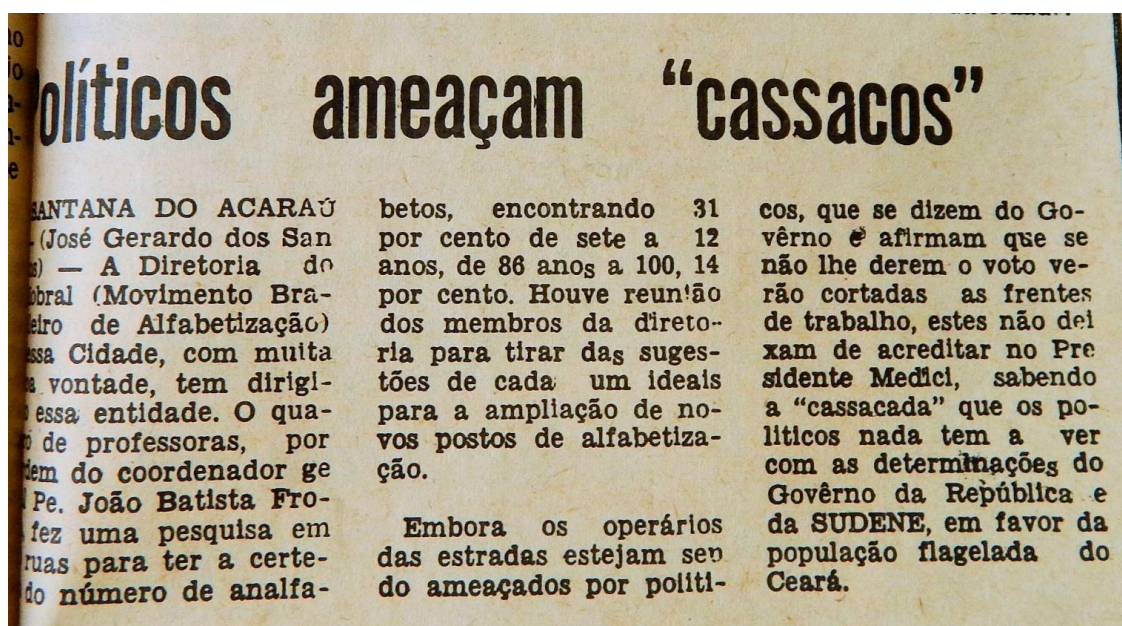 olíticos ameaçam “cassacos”
SANTANA DO ACARAÚ
(José Gerardo dos San
os) — A Diretoria do
obral (Movimento Bra-
leiro de Alfabetização)
essa Cidade, com muita
a vontade, tem dirigi-
essa entidade. O qua-
de professoras, por
dem do coordenador ge
Pe. João Batista Fro-
fez uma pesquisa em
ruas para ter a certe-
do número de analfa-
betos, encontrando 31
por cento de sete a 12
anos, de 86 anos a 100, 14
por cento. Houve reunião
dos membros da direto-
ria para tirar das suges-
tões de cada um ideais
para a ampliação de no-
vos postos de alfabetiza-
ção.
Embora os operários
das estradas estejam sen
do ameaçados por politi-
cos, que se dizem do Go-
vêrno e afirmam que se
não lhe derem o voto ve-
rão cortadas as frentes
de trabalho, estes não dei
xam de acreditar no Pre
sidente Medici, sabendo
a “cassacada” que os po-
liticos nada tem a ver
com as determinações do
Govêrno da República e
da SUDENE, em favor da
população flagelada do
Ceará.